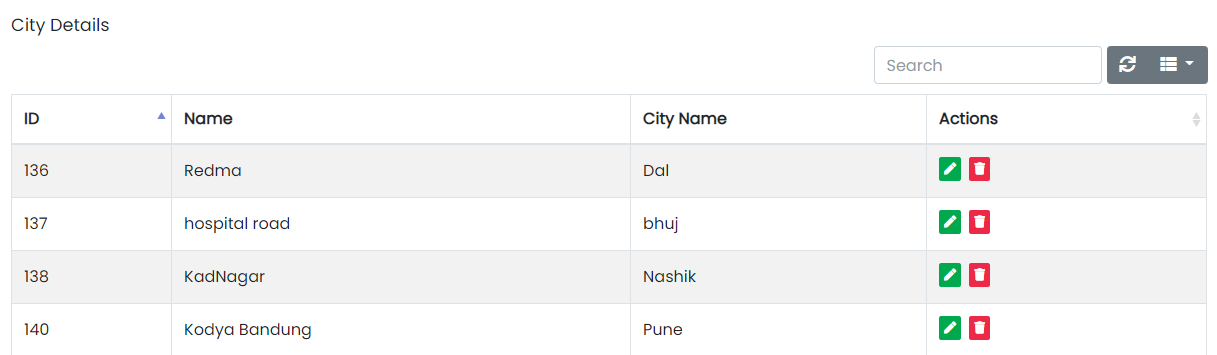 City Details
Search
ID Name City Name Actions
136 Redma Dal
137 hospital road bhuj
138 KadNagar Nashik
140 Kodya Bandung Pune